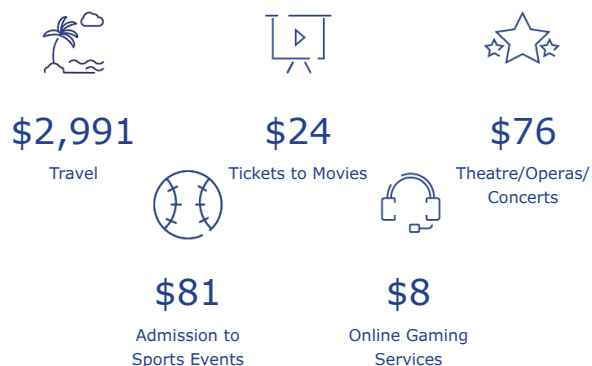 $2,991
Travel
$24
Tickets to Movies
$76
Theatre/Operas/
Concerts
$81
Admission to
Sports Events
$8
Online Gaming
Services